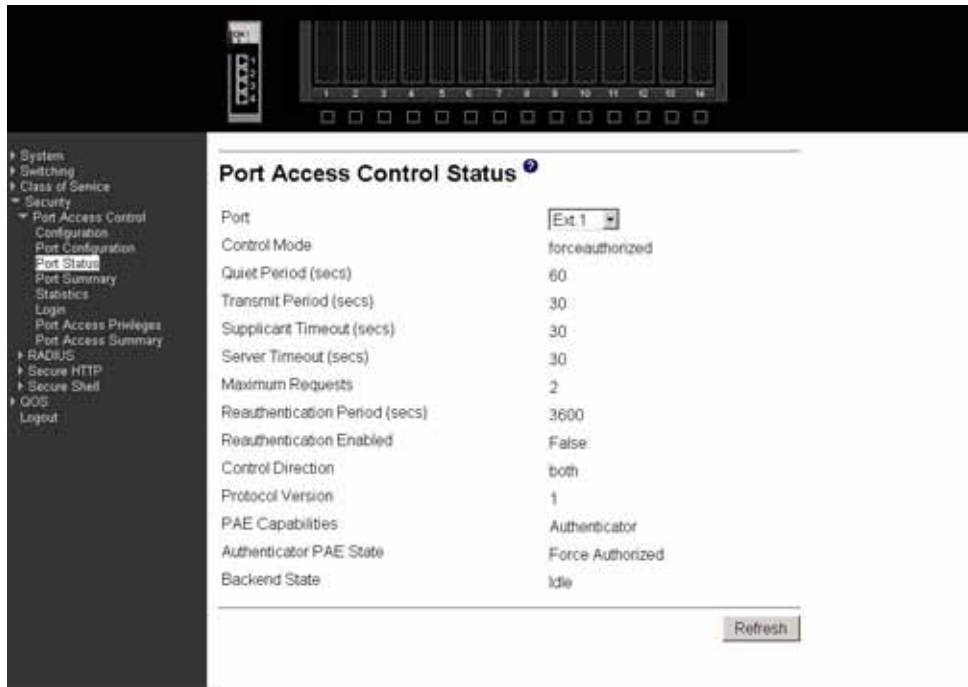 1 2 3 4 5 6 7 8 9 10 11 12 13 14
System
Switching
Class of Service
Security
Port Access Control
Configuration
Port Configuration
Port Status
Port Summary
Statistics
Login
Port Access Privileges
Port Access Summary
RADIUS
Secure HTTP
Secure Shell
QOS
Logout
Port Access Control Status ?
Port Ext.1
Control Mode forceauthorized
Quiet Period (secs) 60
Transmit Period (secs) 30
Supplicant Timeout (secs) 30
Server Timeout (secs) 30
Maximum Requests 2
Reauthentication Period (secs) 3600
Reauthentication Enabled False
Control Direction both
Protocol Version 1
PAE Capabilities Authenticator
Authenticator PAE State Force Authorized
Backend State Idle
Refresh